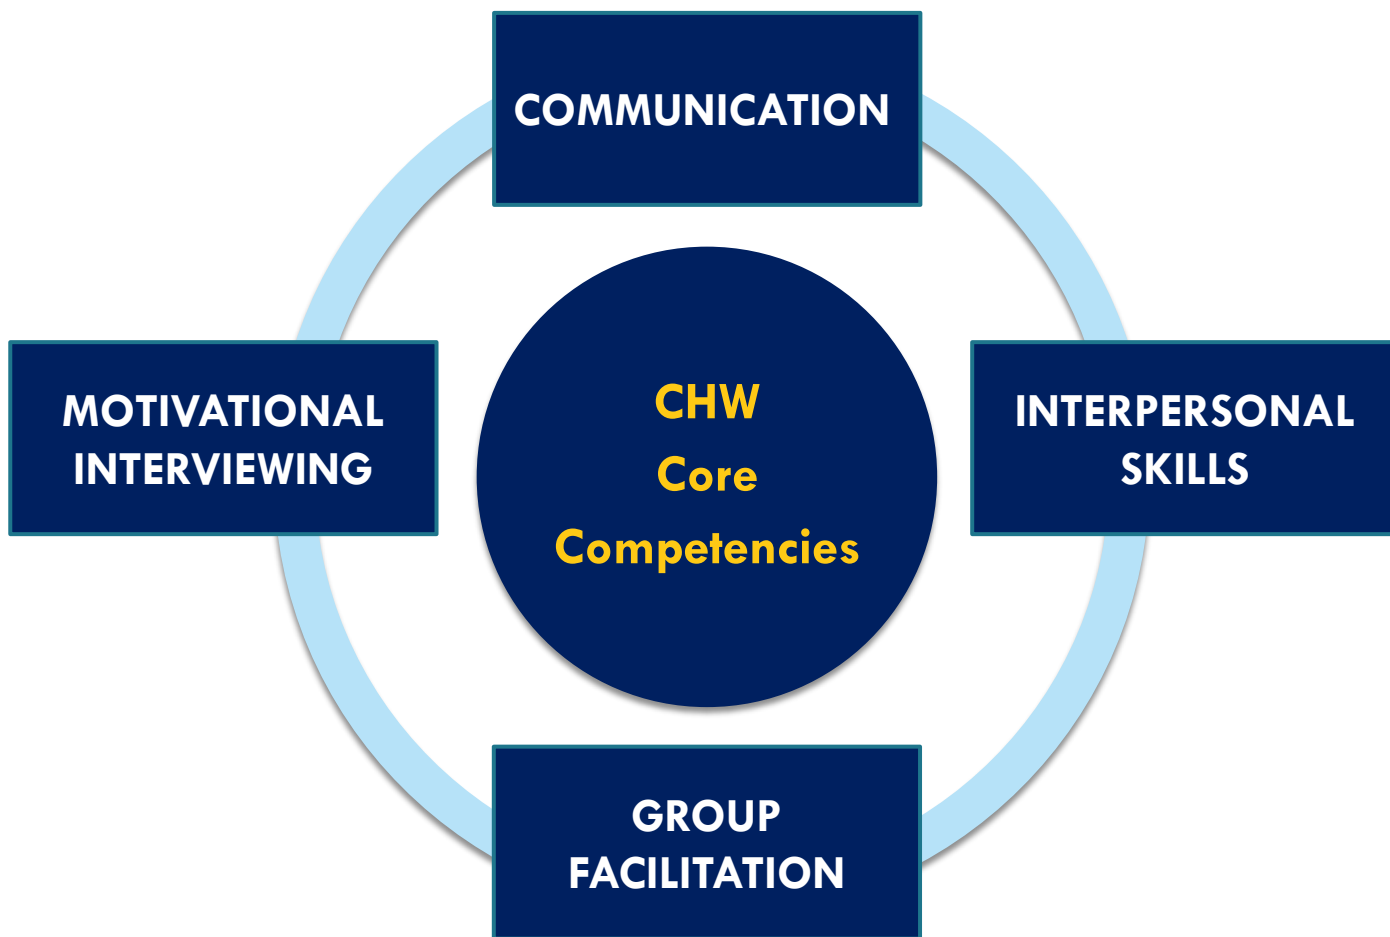 COMMUNICATION
MOTIVATIONAL
INTERVIEWING
CHW
Core
Competencies
INTERPERSONAL
SKILLS
GROUP
FACILITATION